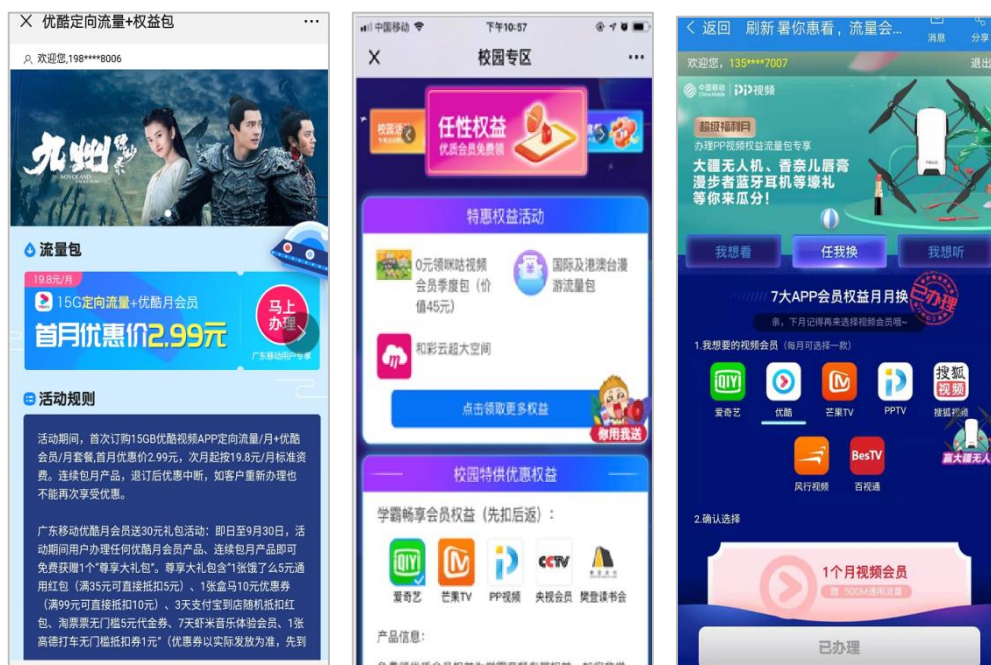 优酷定向流量+权益包
欢迎您,198****8006
九州缥缈录
流量包
19.8元/月
15G定向流量+优酷月会员
首月优惠价2.99元
马上
办理
广东移动用户专享
活动规则
活动期间，首次订购15GB优酷视频APP定向流量/月+优酷
会员/月套餐,首月优惠价2.99元，次月起按19.8元/月标准资
费。连续包月产品，退订后优惠中断，如客户重新办理也
不能再次享受优惠。
广东移动优酷月会员送30元礼包活动：即日至9月30日，活
动期间用户办理任何优酷月会员产品、连续包月产品即可
免费获赠1个“尊享大礼包”。尊享大礼包含“1张饿了么5元通
用红包（满35元可直接抵扣5元）、1张盒马10元优惠券
（满99元可直接抵扣10元）、3天支付宝到店随机抵扣红
包、淘票票无门槛5元代金券、7天虾米音乐体验会员、1张
高德打车无门槛抵扣券1元”（优惠券以实际发放为准，先到
中国移动
下午10:57
校园专区
任性权益
优质会员免费领
特惠权益活动
0元领咪咕视频
会员季度包（价
值45元）
国际及港澳台漫
游流量包
和彩云超大空间
点击领取更多权益
你用我送
校园特供优惠权益
学霸畅享会员权益（先扣后返）：
iQIYI
CCTV
爱奇艺
芒果TV
PP视频
央视会员
樊登读书会
产品信息：
返回
刷新
暑你惠看，流量会...
消息
分享
欢迎您，135****7007
退出
中国移动
China Mobile
PP视频
超级福利月
办理PP视频权益流量包专享
大疆无人机、香奈儿唇膏
漫步者蓝牙耳机等壕礼
等你来瓜分！
我想看
任我换
我想听
7大APP会员权益月月换
已办理
亲，下月记得再来选择视频会员哦~
1.我想要的视频会员（每月可选择一款）
iQIYI
搜狐
视频
爱奇艺
优酷
芒果TV
PPTV
搜狐视频
BesTV
赢大疆无人
风行视频
百视通
2.确认选择
1个月视频会员
赠 500M通用流量
已办理